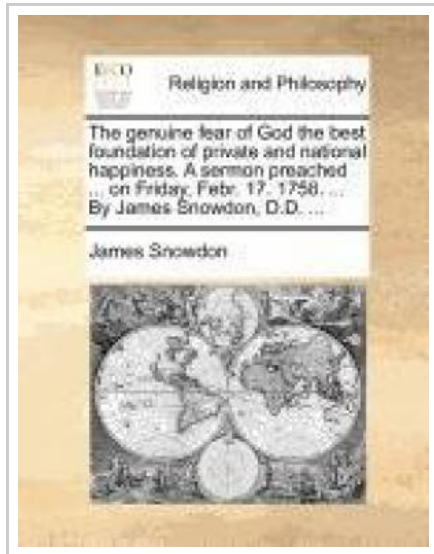 ECCO
Religion and Philosophy
The genuine fear of God the best
foundation of private and national
happiness. A sermon preached
... on Friday, Febr. 17. 1758. ...
By James Snowdon, D.D. ...
James Snowdon